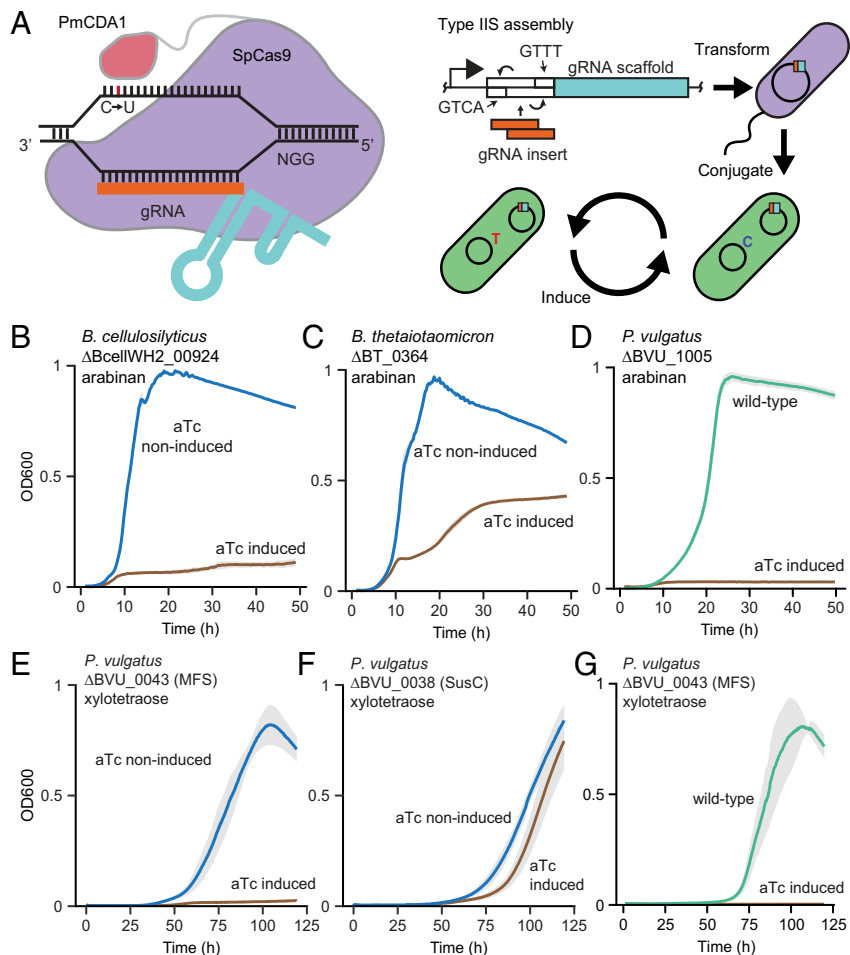 A
PmCDA1
SpCas9
C→U
3’
5’
NGG
gRNA
Type IIS assembly
GTTT
gRNA scaffold
GTCA
gRNA insert
Transform
Conjugate
T
C
Induce
B
B. cellulosilyticus
ΔBcellWH2_00924
arabinan
1
0.5
0
OD600
aTc
non-induced
aTc induced
0 10 20 30 40 50
Time (h)
C
B. thetaiotaomicron
ΔBT_0364
arabinan
1
0.5
0
aTc non-induced
aTc induced
0 10 20 30 40 50
Time (h)
D
P. vulgatus
ΔBVU_1005
arabinan
1
0.5
0
wild-type
aTc induced
0 10 20 30 40 50
Time (h)
E
P. vulgatus
ΔBVU_0043 (MFS)
xylotetraose
1
0.5
0
OD600
aTc non-induced
aTc induced
0 25 50 75 100 125
Time (h)
F
P. vulgatus
ΔBVU_0038 (SusC)
xylotetraose
1
0.5
0
aTc non-induced
aTc
induced
0 25 50 75 100 125
Time (h)
G
P. vulgatus
ΔBVU_0043 (MFS)
xylotetraose
1
0.5
0
wild-type
aTc induced
0 25 50 75 100 125
Time (h)